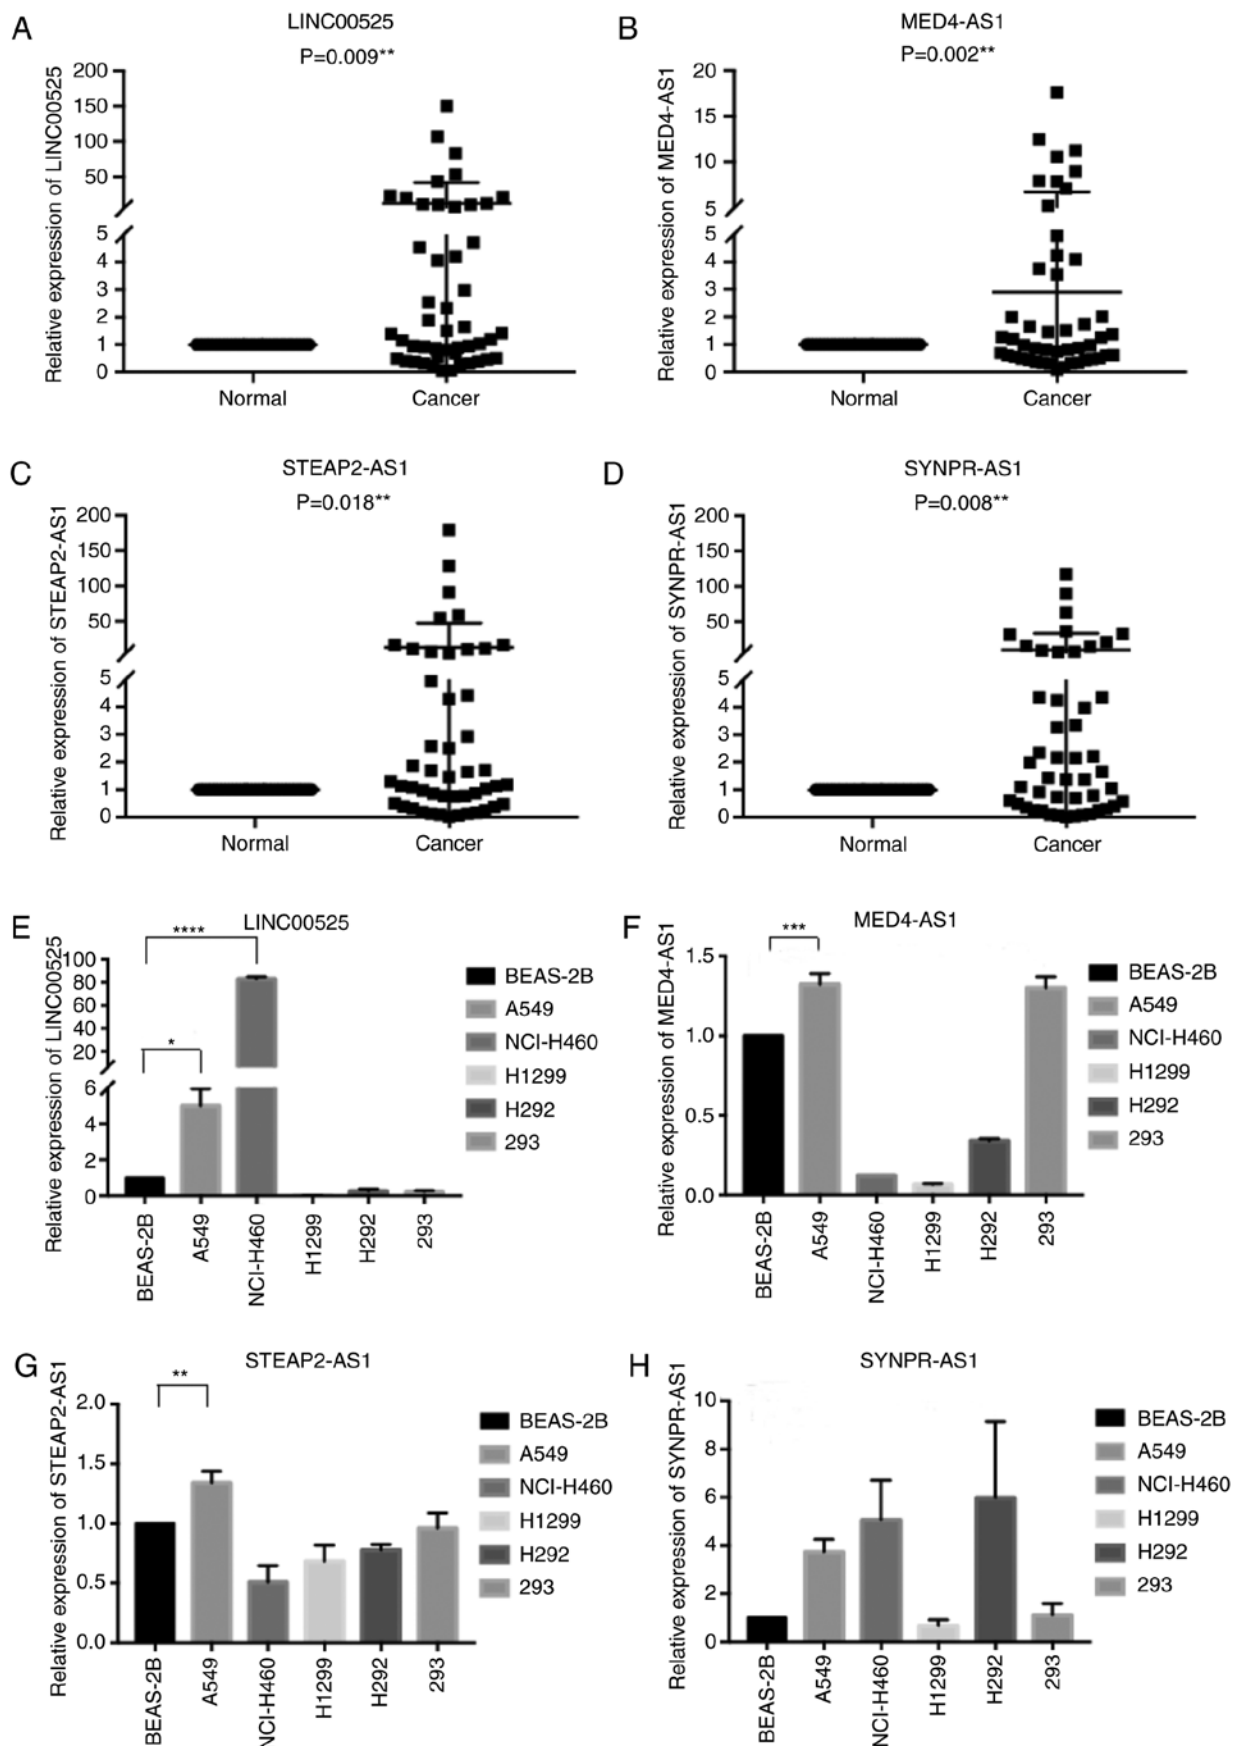 A
LINC00525
P=0.009**
Relative expression of LINC00525
200
150
100
50
5
4
3
2
1
0
Normal
Cancer
B
MED4-AS1
P=0.002**
Relative expression of MED4-AS1
20
15
10
5
5
4
3
2
1
0
Normal
Cancer
C
STEAP2-AS1
P=0.018**
Relative expression of STEAP2-AS1
200
150
100
50
5
4
3
2
1
0
Normal
Cancer
D
SYNPR-AS1
P=0.008**
Relative expression of SYNPR-AS1
200
150
100
50
5
4
3
2
1
0
Normal
Cancer
E
LINC00525
****
*
Relative expression of LINC00525
100
80
60
40
20
6
4
2
0
BEAS-2B
A549
NCI-H460
H1299
H292
293
BEAS-2B
A549
NCI-H460
H1299
H292
293
F
MED4-AS1
***
Relative expression of MED4-AS1
1.5
1.0
0.5
0.0
BEAS-2B
A549
NCI-H460
H1299
H292
293
BEAS-2B
A549
NCI-H460
H1299
H292
293
G
STEAP2-AS1
**
Relative expression of STEAP2-AS1
2.0
1.5
1.0
0.5
0.0
BEAS-2B
A549
NCI-H460
H1299
H292
293
BEAS-2B
A549
NCI-H460
H1299
H292
293
H
SYNPR-AS1
Relative expression of SYNPR-AS1
10
8
6
4
2
0
BEAS-2B
A549
NCI-H460
H1299
H292
293
BEAS-2B
A549
NCI-H460
H1299
H292
293